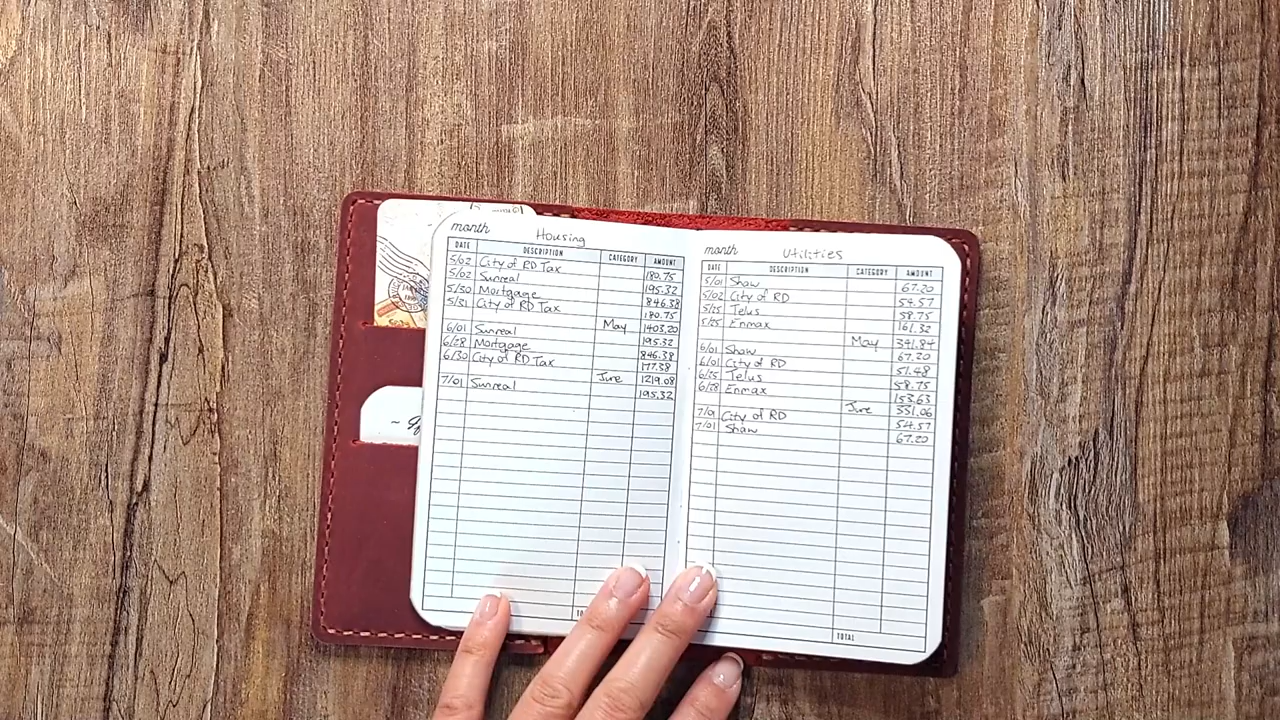 month Housing
DATE DESCRIPTION CATEGORY AMOUNT
5/02 City of RD Tax 180.75
5/02 Sunreal 195.32
5/30 Mortgage 846.38
5/31 City of RD Tax 180.75
May 1403.20
6/01 Sunreal 195.32
6/28 Mortgage 846.38
6/30 City of RD Tax 177.38
June 1219.08
7/01 Sunreal 195.32
month Utilities
DATE DESCRIPTION CATEGORY AMOUNT
5/01 Shaw 67.20
5/02 City of RD 54.57
5/25 Telus 58.75
5/25 Enmax 161.32
May 341.84
6/01 Shaw 67.20
6/01 City of RD 51.48
6/25 Telus 58.75
6/28 Enmax 153.63
June 331.06
City of RD 54.57
7/01 Shaw 67.20
TOTAL